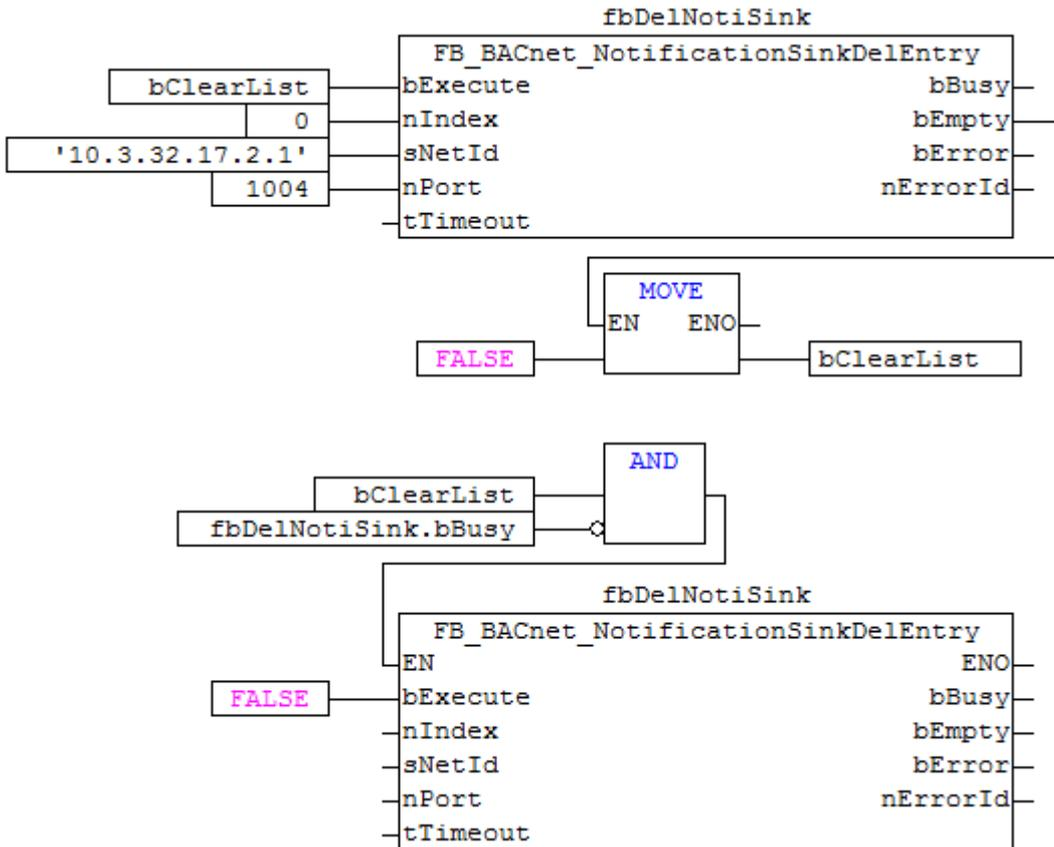 fbDelNotiSink
FB_BACnet_NotificationSinkDelEntry
bClearList bExecute bBusy
0 nIndex bEmpty
'10.3.32.17.2.1' sNetId bError
1004 nPort nErrorId
tTimeout
MOVE
EN ENO
FALSE bClearList
AND
bClearList
fbDelNotiSink.bBusy
fbDelNotiSink
FB_BACnet_NotificationSinkDelEntry
EN ENO
FALSE bExecute bBusy
nIndex bEmpty
sNetId bError
nPort nErrorId
tTimeout